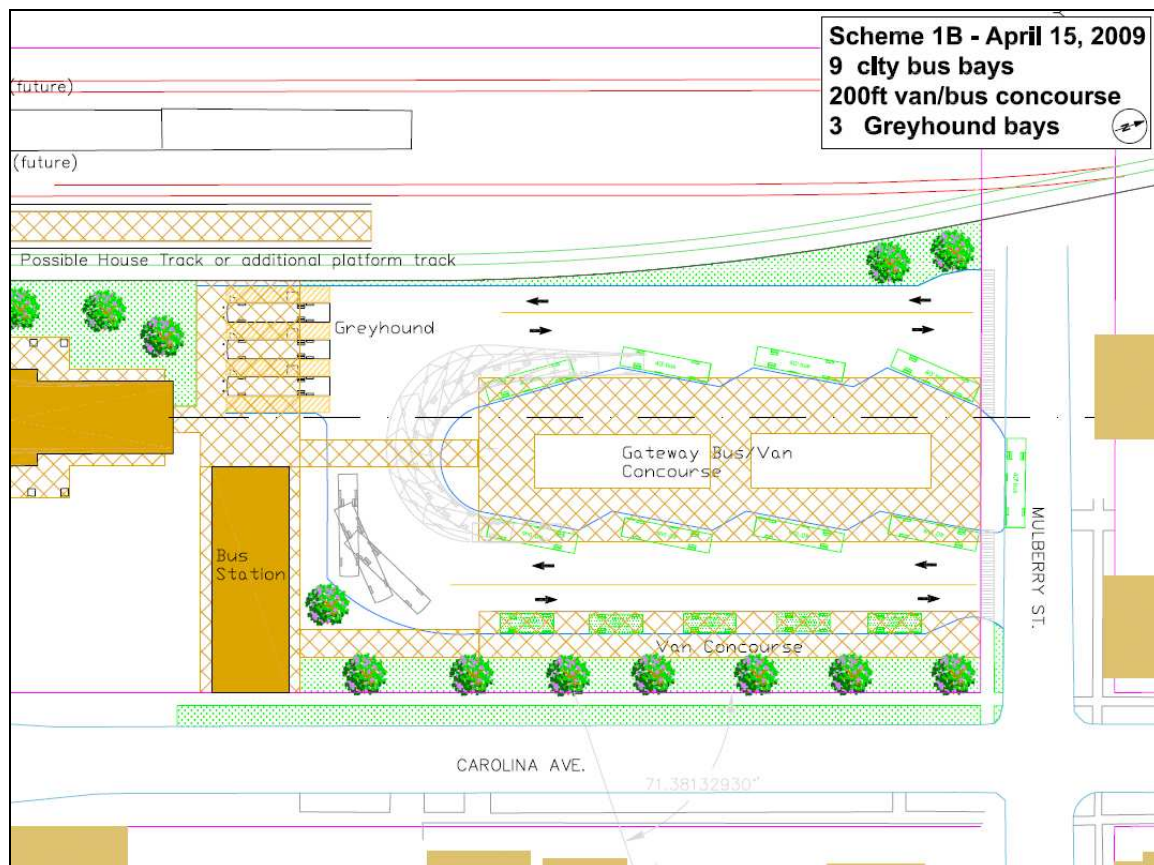 Scheme 1B - April 15, 2009
9 city bus bays
200ft van/bus concourse
3 Greyhound bays
N
(future)
(future)
Possible House Track or additional platform track
Greyhound
Gateway Bus/Van
Concourse
Bus
Station
MULBERRY ST.
Van Concourse
CAROLINA AVE.
71.38132930°